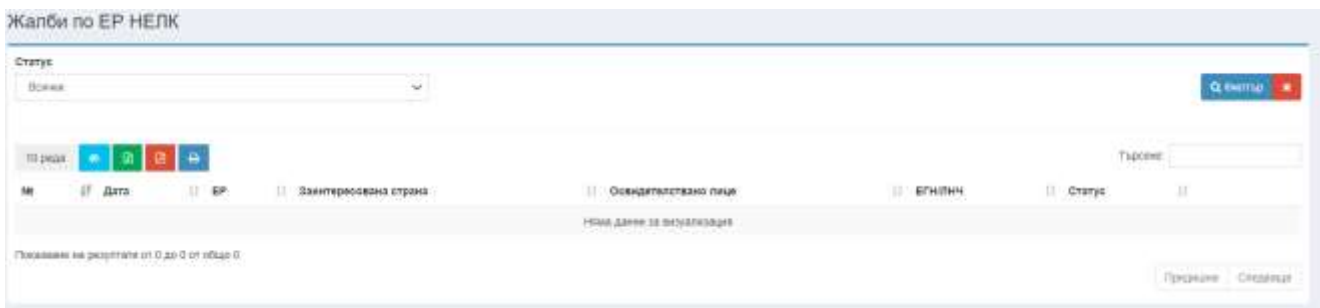 Жалби по ЕР НЕЛК
Статус
Всички
Филтър
10 реда
Търсене:
№ Дата ЕР Заинтересована страна Освидетелствано лице ЕГН/ЛНЧ Статус
Няма данни за визуализация
Показване на резултати от 0 до 0 от общо 0
Предишна Следваща